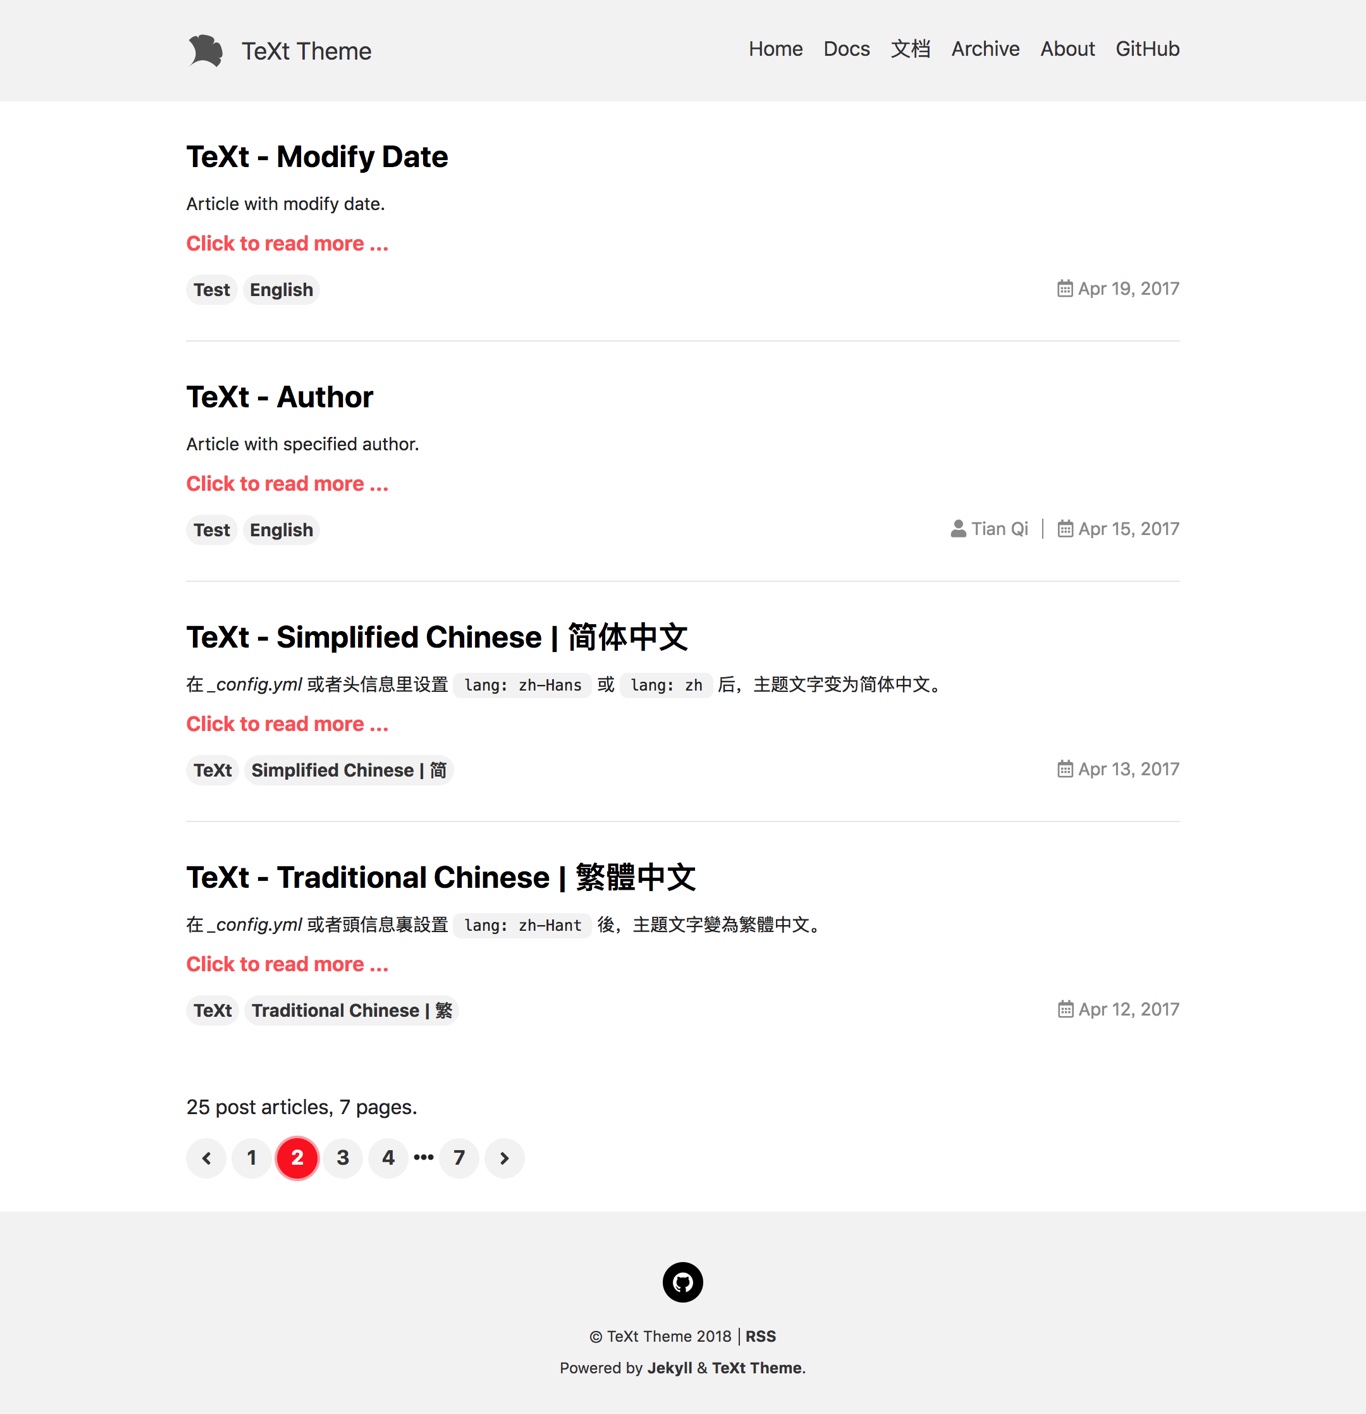 TeXt Theme
Home Docs 文档 Archive About GitHub
TeXt - Modify Date
Article with modify date.
Click to read more ...
Test English Apr 19, 2017
TeXt - Author
Article with specified author.
Click to read more ...
Test English Tian Qi | Apr 15, 2017
TeXt - Simplified Chinese | 简体中文
在 _config.yml 或者头信息里设置 lang: zh-Hans 或 lang: zh 后，主题文字变为简体中文。
Click to read more ...
TeXt Simplified Chinese | 简 Apr 13, 2017
TeXt - Traditional Chinese | 繁體中文
在 _config.yml 或者頭信息裏設置 lang: zh-Hant 後，主題文字變為繁體中文。
Click to read more ...
TeXt Traditional Chinese | 繁 Apr 12, 2017
25 post articles, 7 pages.
1 2 3 4 ••• 7
© TeXt Theme 2018 | RSS
Powered by Jekyll & TeXt Theme.